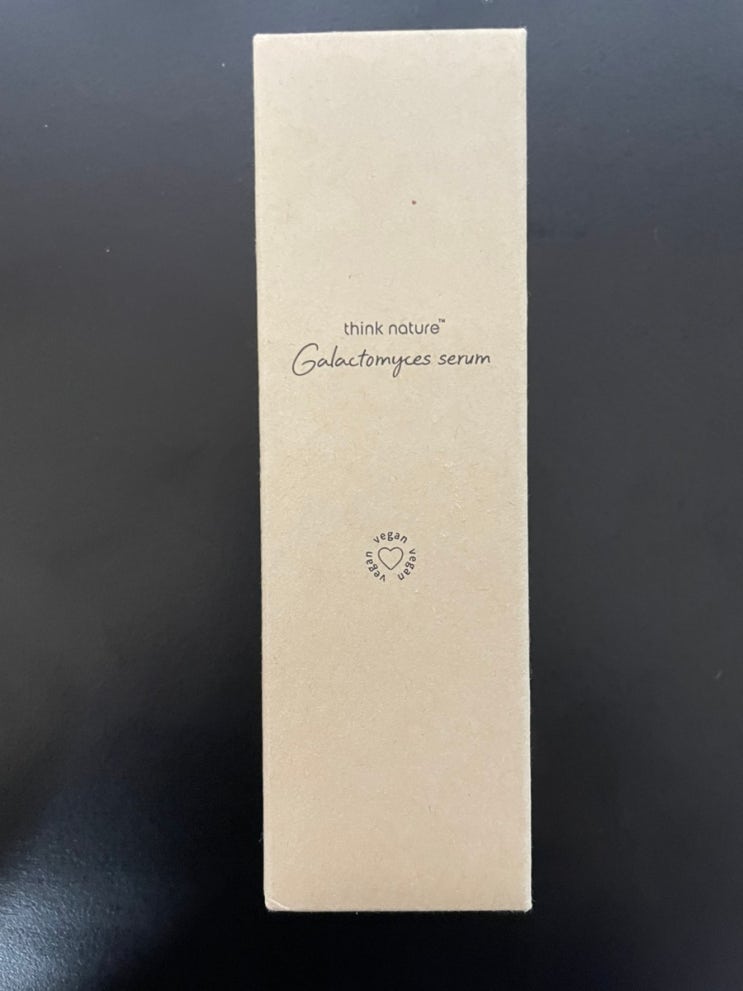 think nature™
Galactomyces serum
vegan vegan vegan